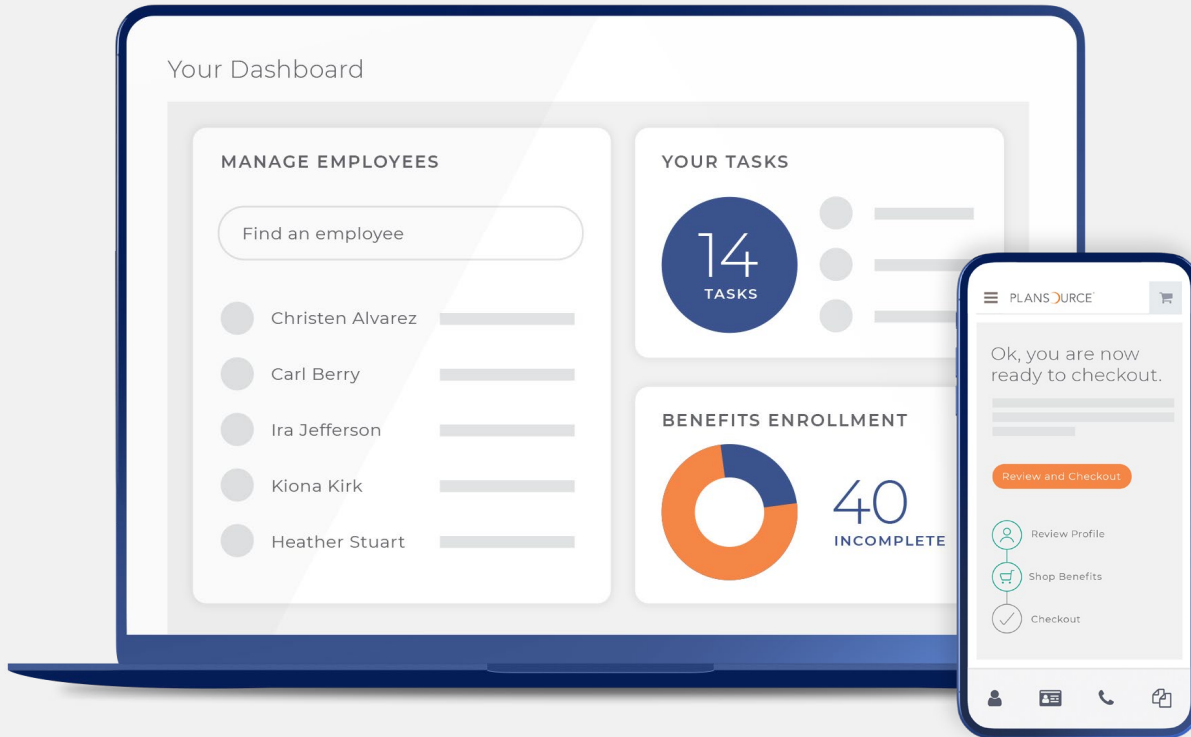 Your Dashboard
MANAGE EMPLOYEES
Find an employee
Christen Alvarez
Carl Berry
Ira Jefferson
Kiona Kirk
Heather Stuart
YOUR TASKS
14
TASKS
BENEFITS ENROLLMENT
40
INCOMPLETE
PLANSOURCE
Ok, you are now
ready to checkout.
Review and Checkout
Review Profile
Shop Benefits
Checkout